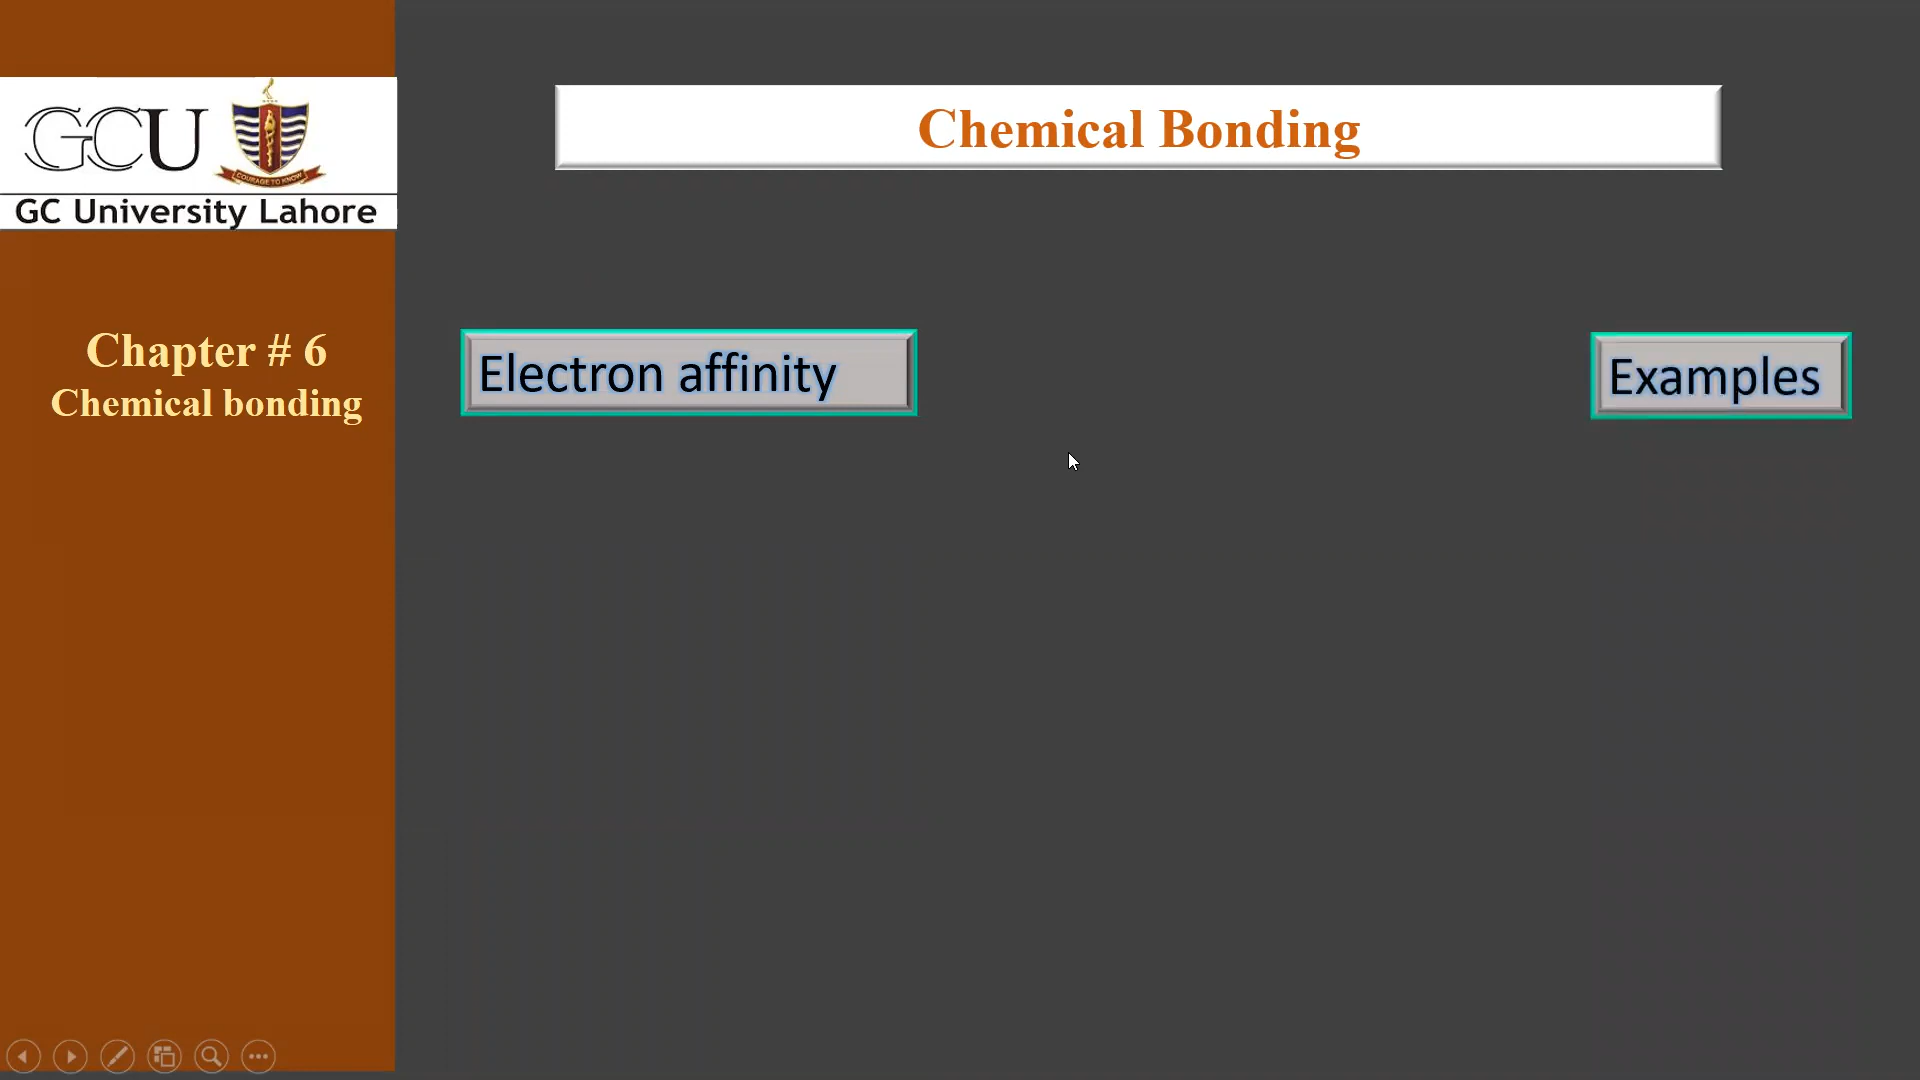 GCU
COURAGE TO KNOW
GC University Lahore
Chemical Bonding
Chapter # 6
Chemical bonding
Electron affinity
Examples